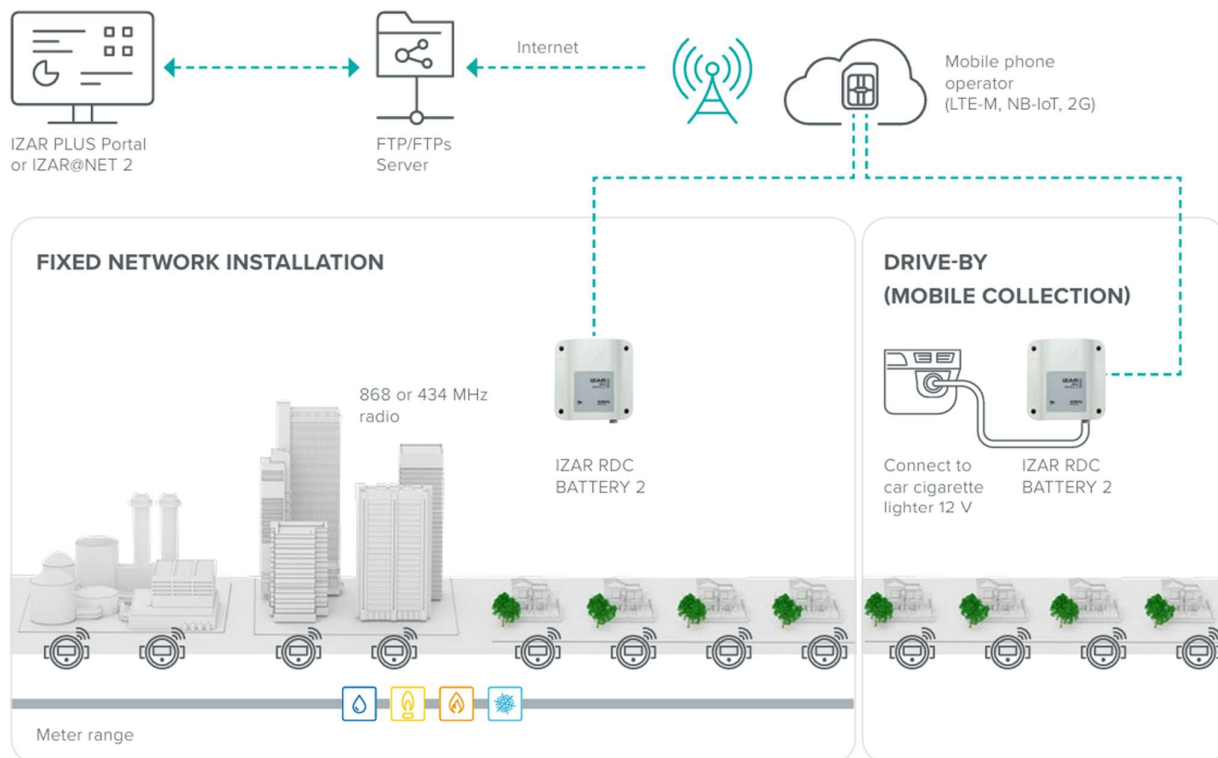 Internet
Mobile phone
operator
(LTE-M, NB-IoT, 2G)
IZAR PLUS Portal
or IZAR@NET 2
FTP/FTPs
Server
FIXED NETWORK INSTALLATION
DRIVE-BY
(MOBILE COLLECTION)
868 or 434 MHz
radio
IZAR RDC
BATTERY 2
Connect to
car cigarette
lighter 12 V
IZAR RDC
BATTERY 2
Meter range